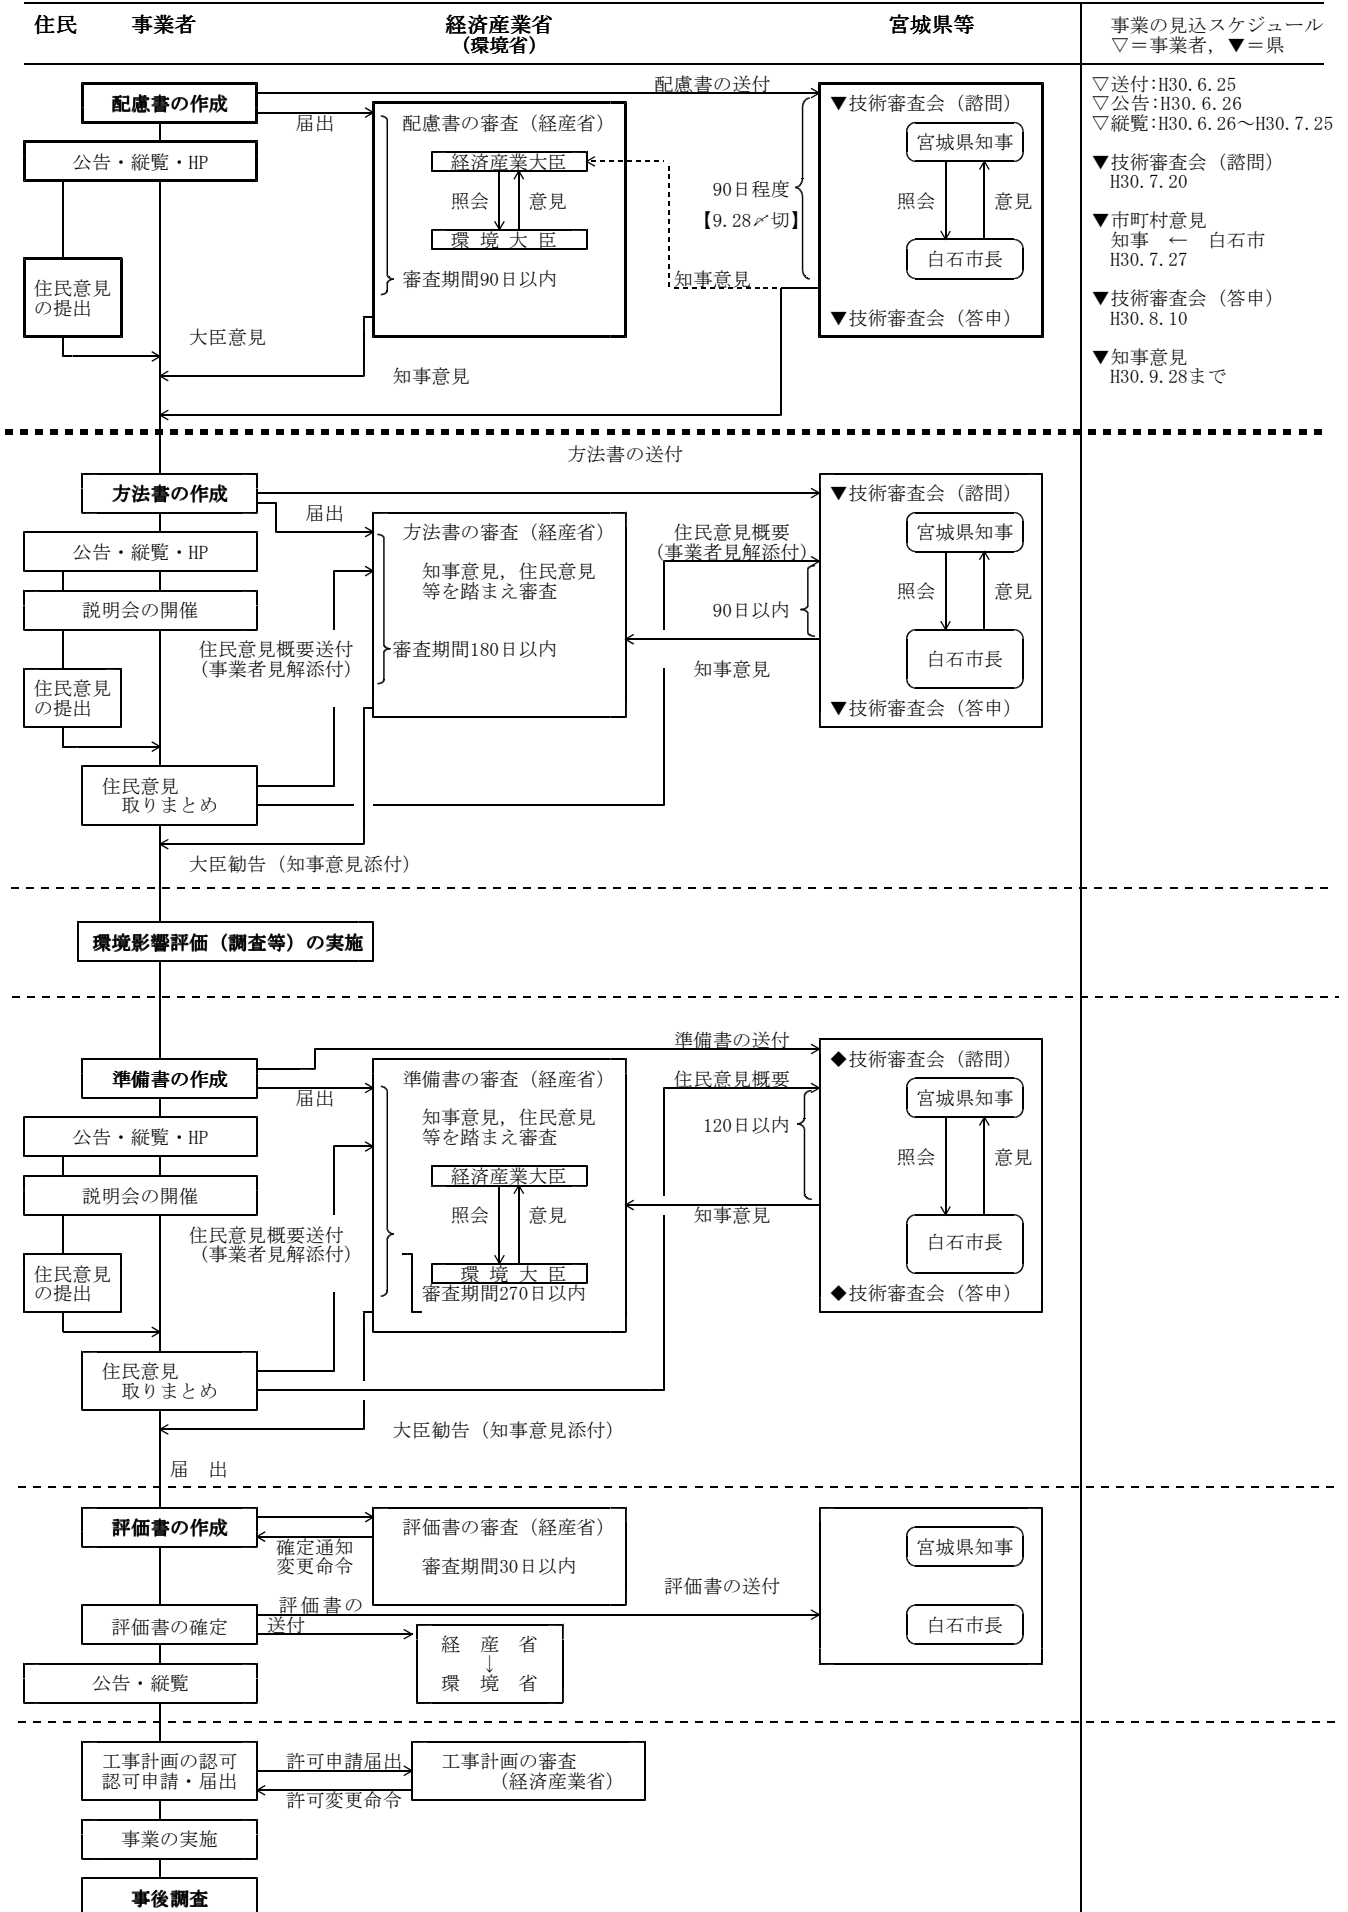 住民
事業者
経済産業省
(環境省)
宮城県等
事業の見込スケジュール
▽=事業者，▼=県
配慮書の作成
届出
公告・縦覧・HP
住民意見
の提出
大臣意見
配慮書の審査（経産省）
経済産業大臣
照会
意見
環 境 大 臣
審査期間90日以内
知事意見
配慮書の送付
90日程度
【9.28〆切】
知事意見
▼技術審査会（諮問）
宮城県知事
照会
意見
白石市長
▼技術審査会（答申）
▽送付:H30.6.25
▽公告:H30.6.26
▽縦覧:H30.6.26～H30.7.25
▼技術審査会（諮問）
H30.7.20
▼市町村意見
知事 ← 白石市
H30.7.27
▼技術審査会（答申）
H30.8.10
▼知事意見
H30.9.28まで
方法書の送付
方法書の作成
届出
公告・縦覧・HP
説明会の開催
住民意見概要送付
(事業者見解添付)
住民意見
の提出
住民意見
取りまとめ
大臣勧告（知事意見添付）
方法書の審査（経産省）
知事意見，住民意見
等を踏まえ審査
審査期間180日以内
住民意見概要
(事業者見解添付)
90日以内
知事意見
▼技術審査会（諮問）
宮城県知事
照会
意見
白石市長
▼技術審査会（答申）
環境影響評価（調査等）の実施
準備書の送付
準備書の作成
届出
公告・縦覧・HP
説明会の開催
住民意見概要送付
(事業者見解添付)
住民意見
の提出
住民意見
取りまとめ
大臣勧告（知事意見添付）
準備書の審査（経産省）
知事意見，住民意見
等を踏まえ審査
経済産業大臣
照会
意見
環 境 大 臣
審査期間270日以内
住民意見概要
120日以内
知事意見
◆技術審査会（諮問）
宮城県知事
照会
意見
白石市長
◆技術審査会（答申）
届 出
評価書の作成
確定通知
変更命令
評価書の審査（経産省）
審査期間30日以内
評価書の送付
宮城県知事
白石市長
評価書の確定
評価書の
送付
経 産 省
↓
環 境 省
公告・縦覧
工事計画の認可
認可申請・届出
許可申請届出
許可変更命令
工事計画の審査
（経済産業省）
事業の実施
事後調査